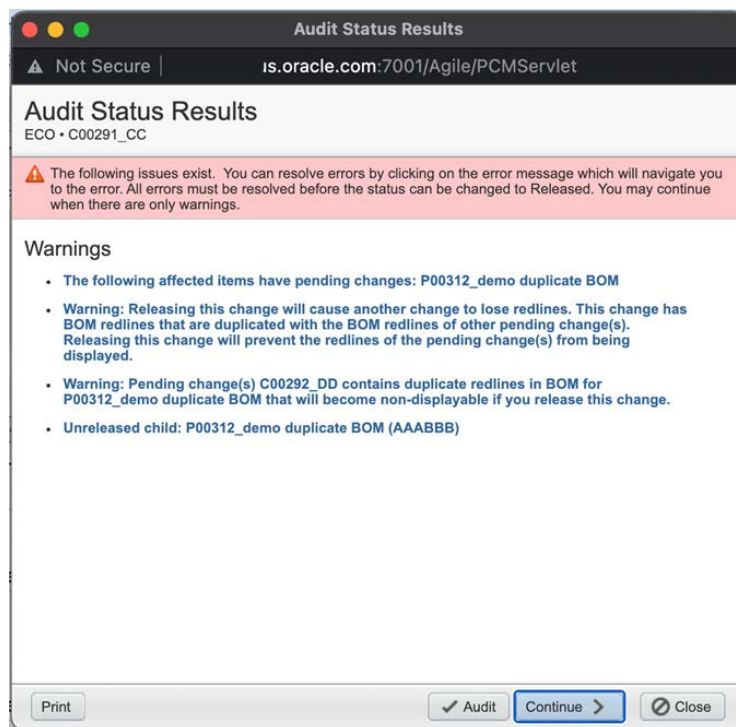 Audit Status Results
Not Secure us.oracle.com:7001/Agile/PCMServlet
Audit Status Results
ECO • C00291_CC
The following issues exist. You can resolve errors by clicking on the error message which will navigate you
to the error. All errors must be resolved before the status can be changed to Released. You may continue
when there are only warnings.
Warnings
• The following affected items have pending changes: P00312_demo duplicate BOM
• Warning: Releasing this change will cause another change to lose redlines. This change has
BOM redlines that are duplicated with the BOM redlines of other pending change(s).
Releasing this change will prevent the redlines of the pending change(s) from being
displayed.
• Warning: Pending change(s) C00292_DD contains duplicate redlines in BOM for
P00312_demo duplicate BOM that will become non-displayable if you release this change.
• Unreleased child: P00312_demo duplicate BOM (AAABBB)
Print Audit Continue Close